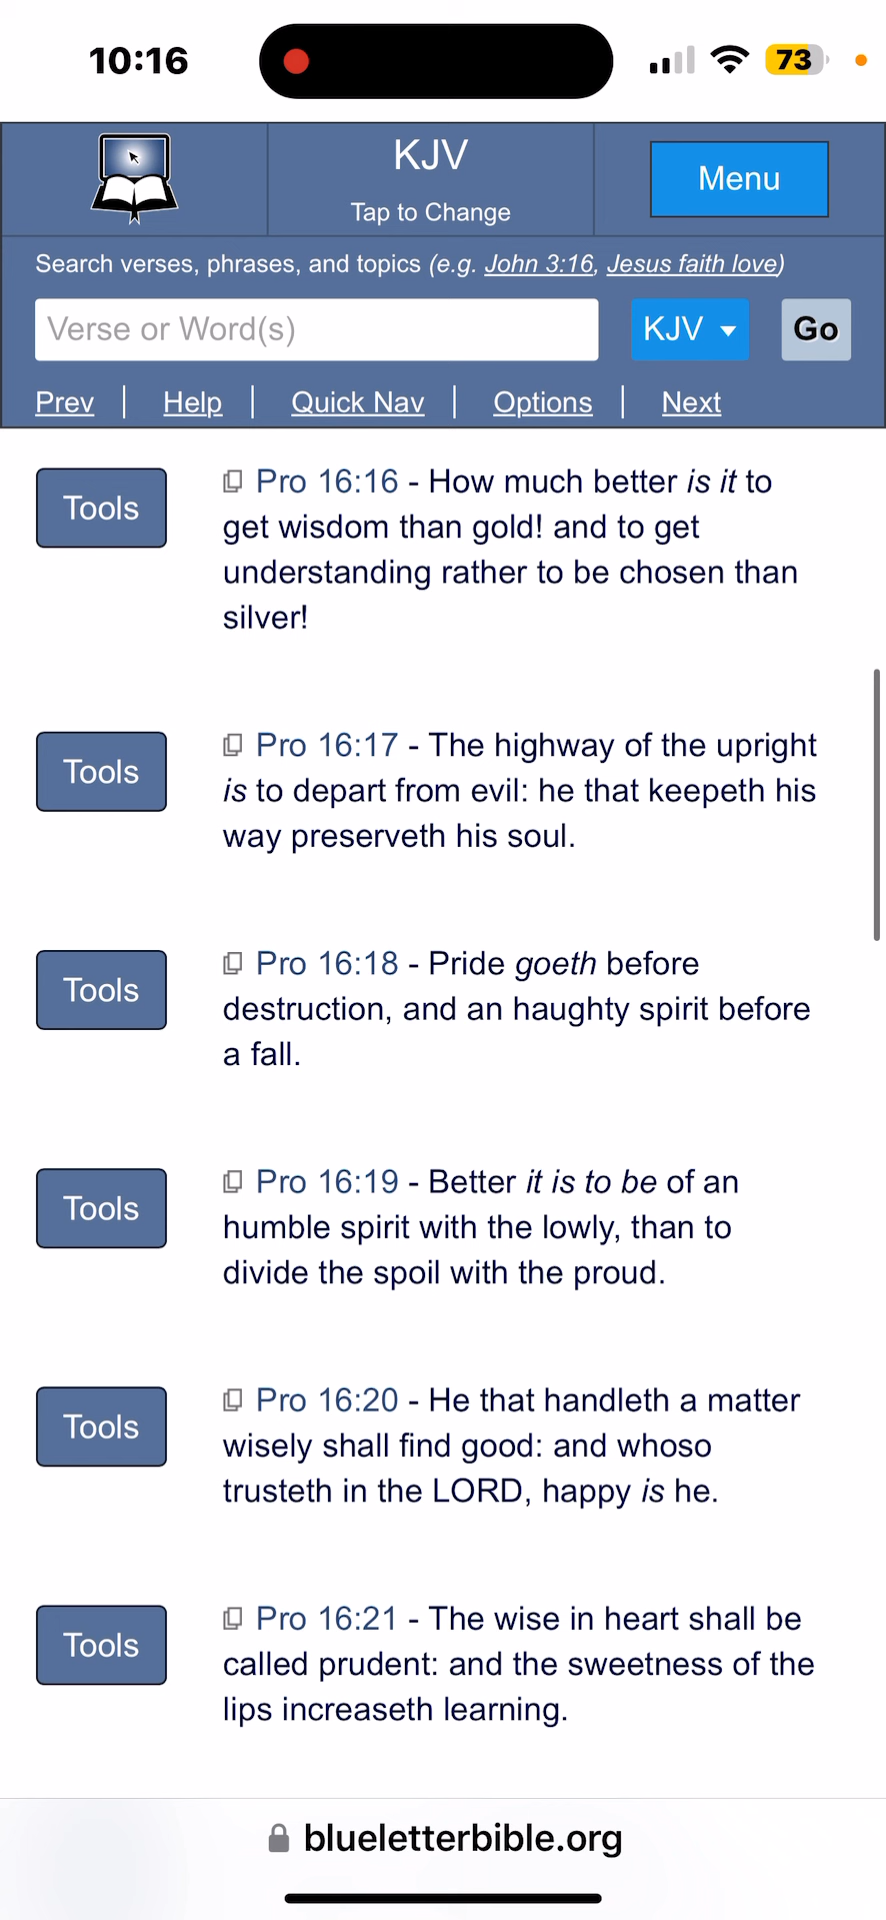 10:16
73
KJV
Tap to Change
Menu
Search verses, phrases, and topics (e.g. John 3:16, Jesus faith love)
Verse or Word(s)
KJV
Go
Prev | Help | Quick Nav | Options | Next
Tools
Pro 16:16 - How much better is it to
get wisdom than gold! and to get
understanding rather to be chosen than
silver!
Tools
Pro 16:17 - The highway of the upright
is to depart from evil: he that keepeth his
way preserveth his soul.
Tools
Pro 16:18 - Pride goeth before
destruction, and an haughty spirit before
a fall.
Tools
Pro 16:19 - Better it is to be of an
humble spirit with the lowly, than to
divide the spoil with the proud.
Tools
Pro 16:20 - He that handleth a matter
wisely shall find good: and whoso
trusteth in the LORD, happy is he.
Tools
Pro 16:21 - The wise in heart shall be
called prudent: and the sweetness of the
lips increaseth learning.
blueletterbible.org